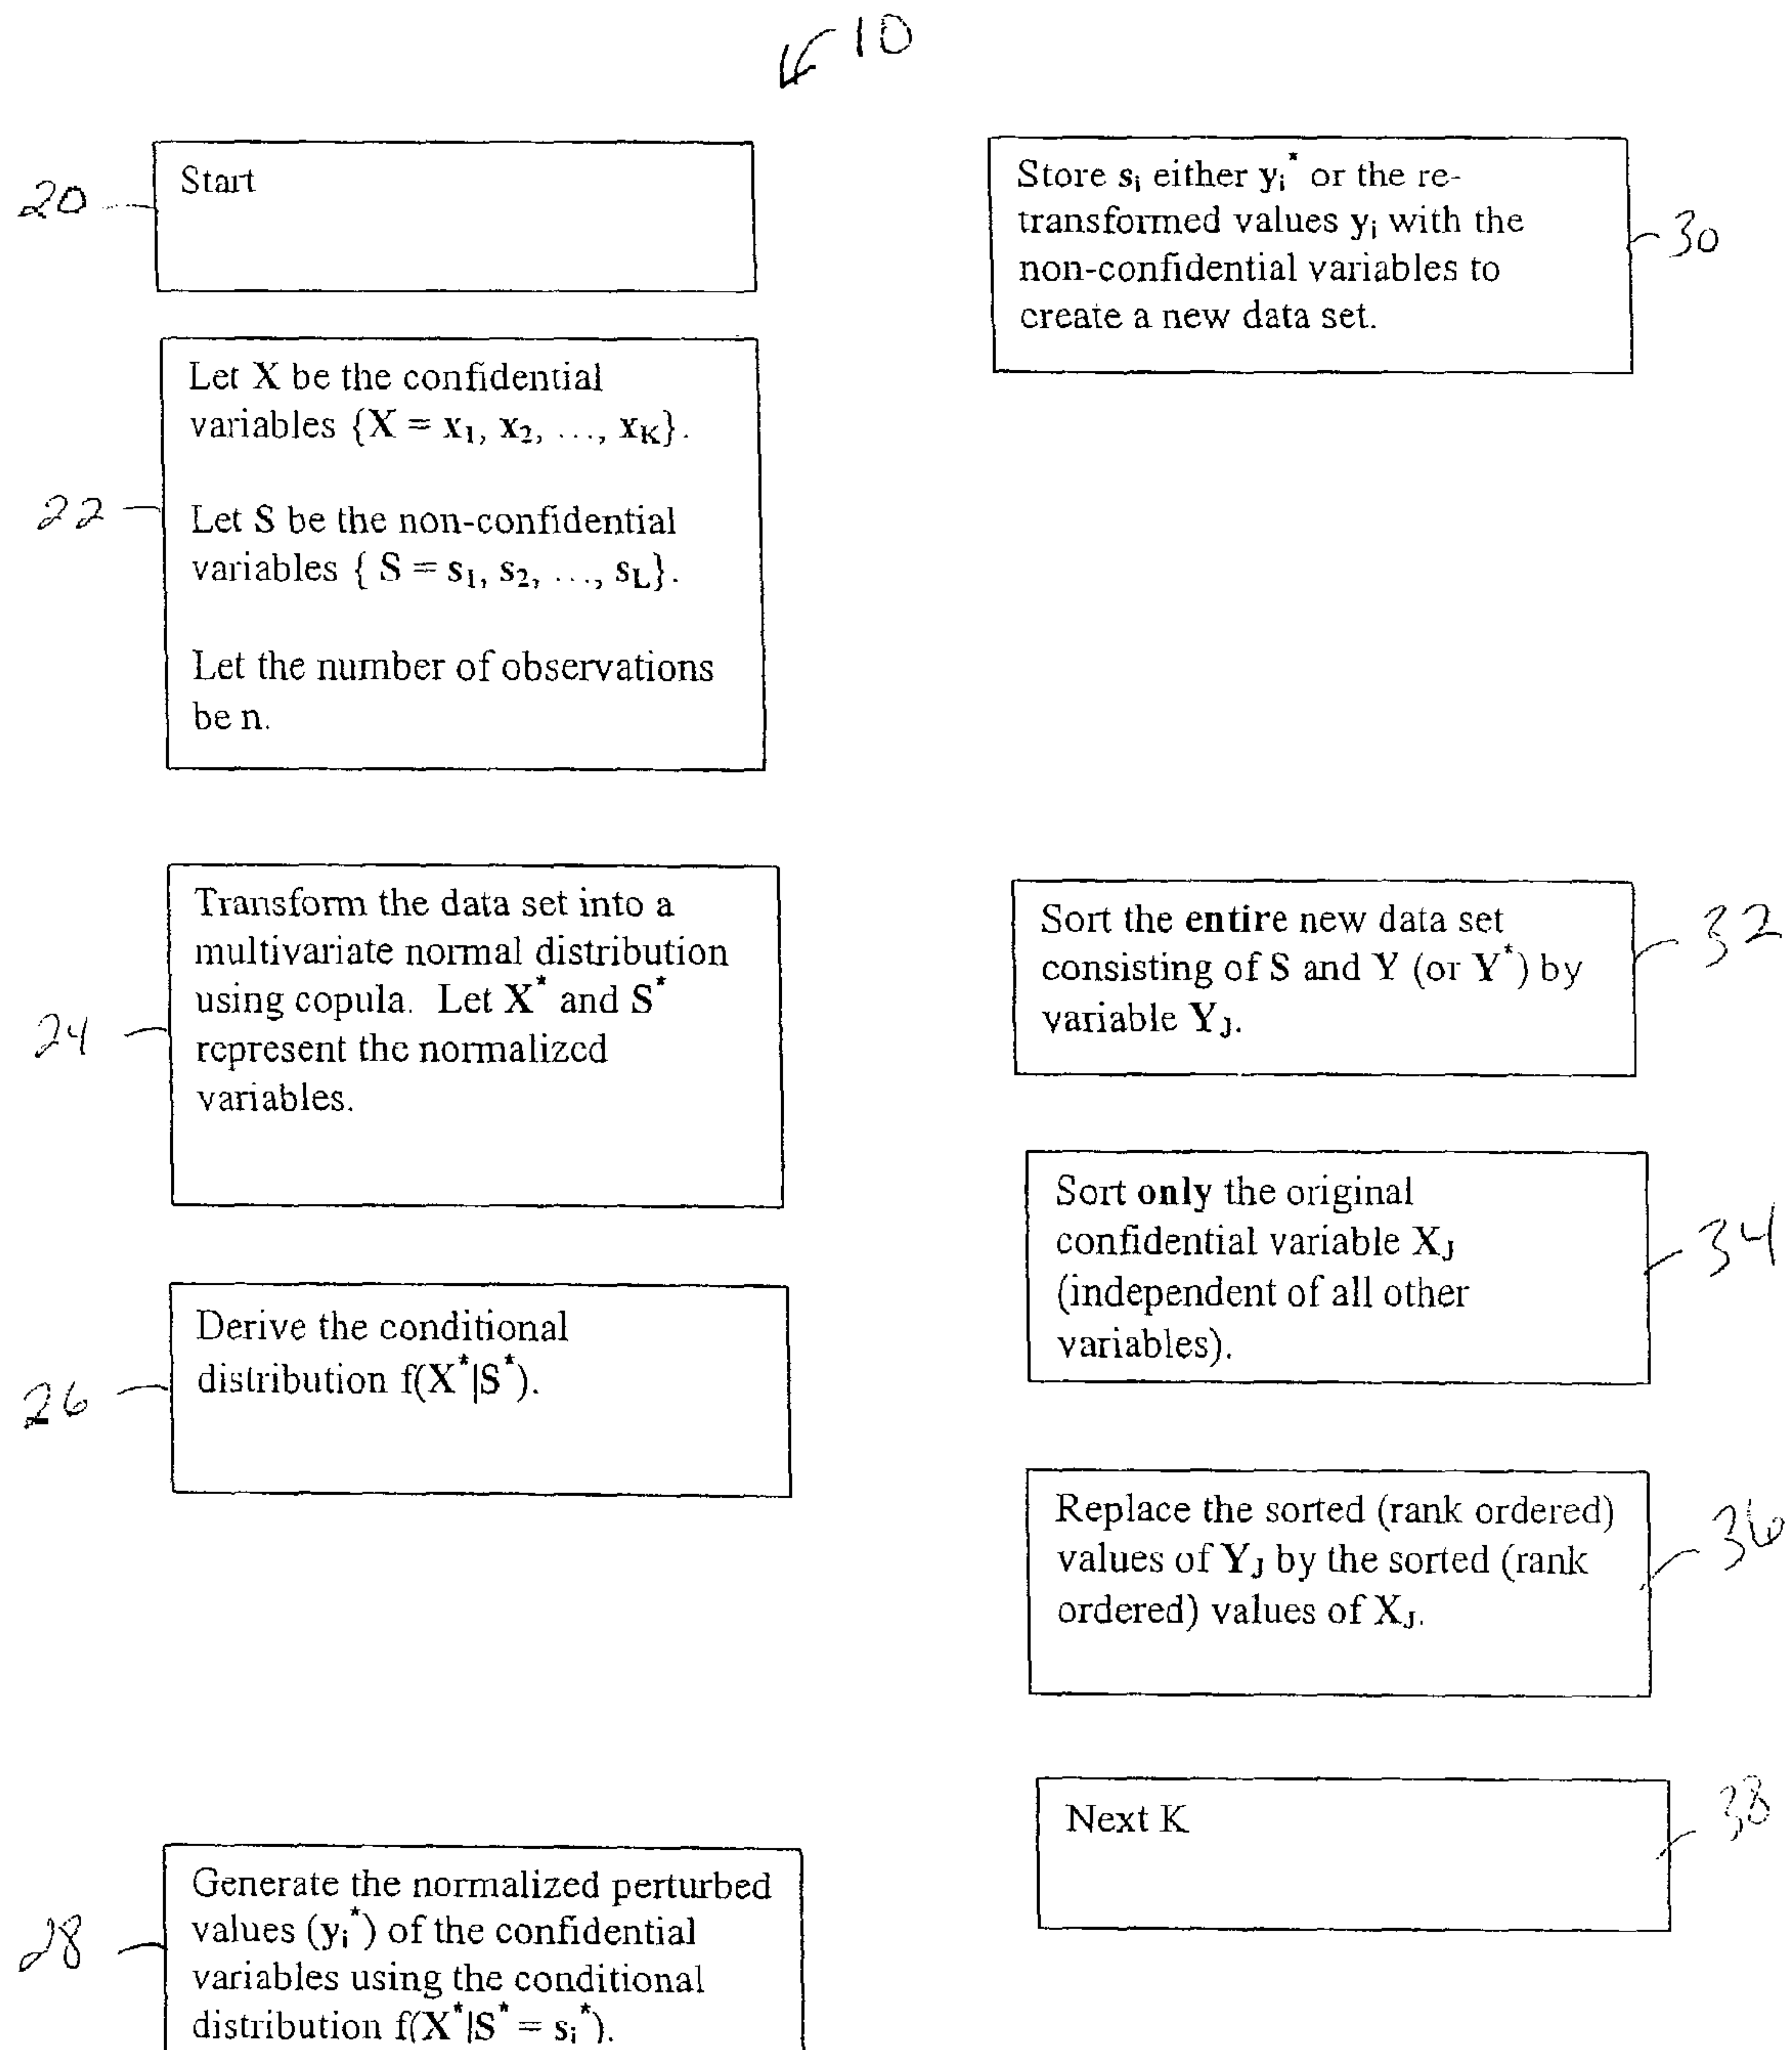 10
20
Start
22
Let X be the confidential
variables {X = x₁, x₂, ..., x_K}.
Let S be the non-confidential
variables { S = s₁, s₂, ..., s_L}.
Let the number of observations
be n.
24
Transform the data set into a
multivariate normal distribution
using copula. Let X* and S*
represent the normalized
variables.
26
Derive the conditional
distribution f(X*|S*).
28
Generate the normalized perturbed
values (yᵢ*) of the confidential
variables using the conditional
distribution f(X*|S* = sᵢ*).
Store sᵢ either yᵢ* or the re-
transformed values yᵢ with the
non-confidential variables to
create a new data set.
30
Sort the entire new data set
consisting of S and Y (or Y*) by
variable Y_J.
32
Sort only the original
confidential variable X_J
(independent of all other
variables).
34
Replace the sorted (rank ordered)
values of Y_J by the sorted (rank
ordered) values of X_J.
36
Next K
38